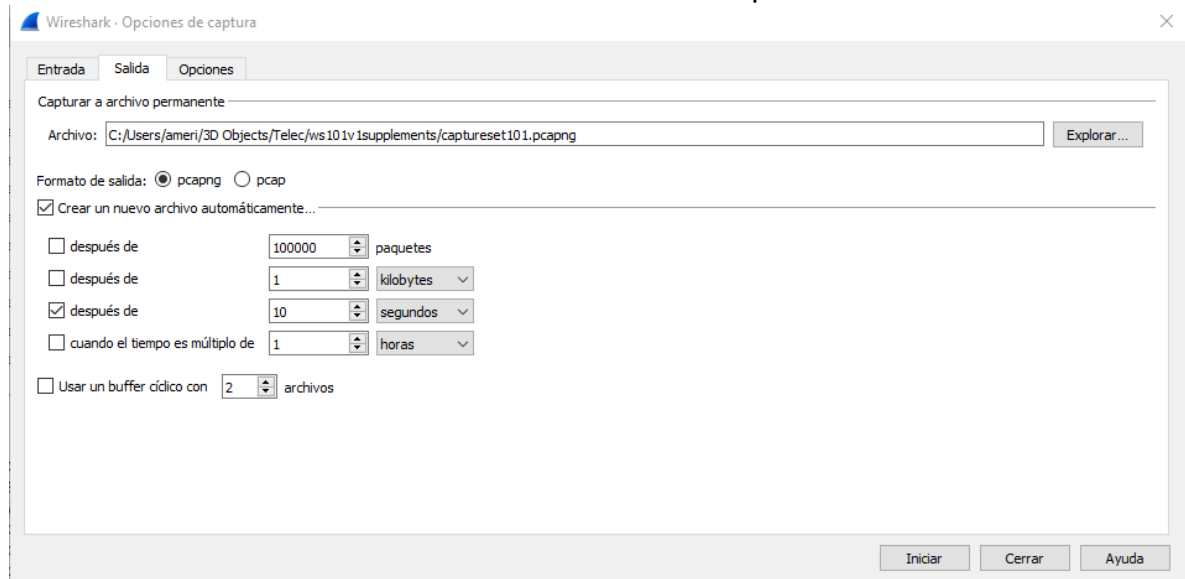 Wireshark · Opciones de captura
Entrada Salida Opciones
Capturar a archivo permanente
Archivo: C:/Users/ameri/3D Objects/Telec/ws101v1supplements/captureset101.pcapng Explorar...
Formato de salida: pcapng pcap
Crear un nuevo archivo automáticamente...
después de 100000 paquetes
después de 1 kilobytes
después de 10 segundos
cuando el tiempo es múltiplo de 1 horas
Usar un buffer cíclico con 2 archivos
Iniciar Cerrar Ayuda